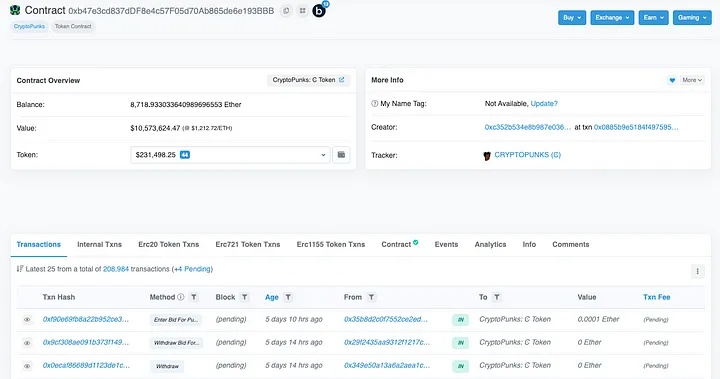 Contract 0xb47e3cd837dDF8e4c57F05d70Ab865de6e193BBB
b 13
CryptoPunks Token Contract
Buy Exchange Earn Gaming
Contract Overview CryptoPunks: C Token
Balance: 8,718.933033640989696553 Ether
Value: $10,573,624.47 (@ $1,212.72/ETH)
Token: $231,498.25 44
More Info More
My Name Tag: Not Available, Update?
Creator: 0xc352b534e8b987e036... at txn 0x0885b9e5184f497595...
Tracker: CRYPTOPUNKS (Ͼ)
Transactions Internal Txns Erc20 Token Txns Erc721 Token Txns Erc1155 Token Txns Contract Events Analytics Info Comments
Latest 25 from a total of 208,984 transactions (+4 Pending)
Txn Hash Method Block Age From To Value Txn Fee
0xf90e69fb8a22b952ce3... Enter Bid For Pu... (pending) 5 days 10 hrs ago 0x35b8d2c0f7552ce2ed... IN CryptoPunks: C Token 0.0001 Ether (Pending)
0x9cf308ae091b373f149... Withdraw Bid For... (pending) 5 days 14 hrs ago 0x29f2435aa9312f1217c... IN CryptoPunks: C Token 0 Ether (Pending)
0x0ecaf86689d1123de1c... Withdraw (pending) 5 days 14 hrs ago 0x349e50a13a6a2aea1c... IN CryptoPunks: C Token 0 Ether (Pending)